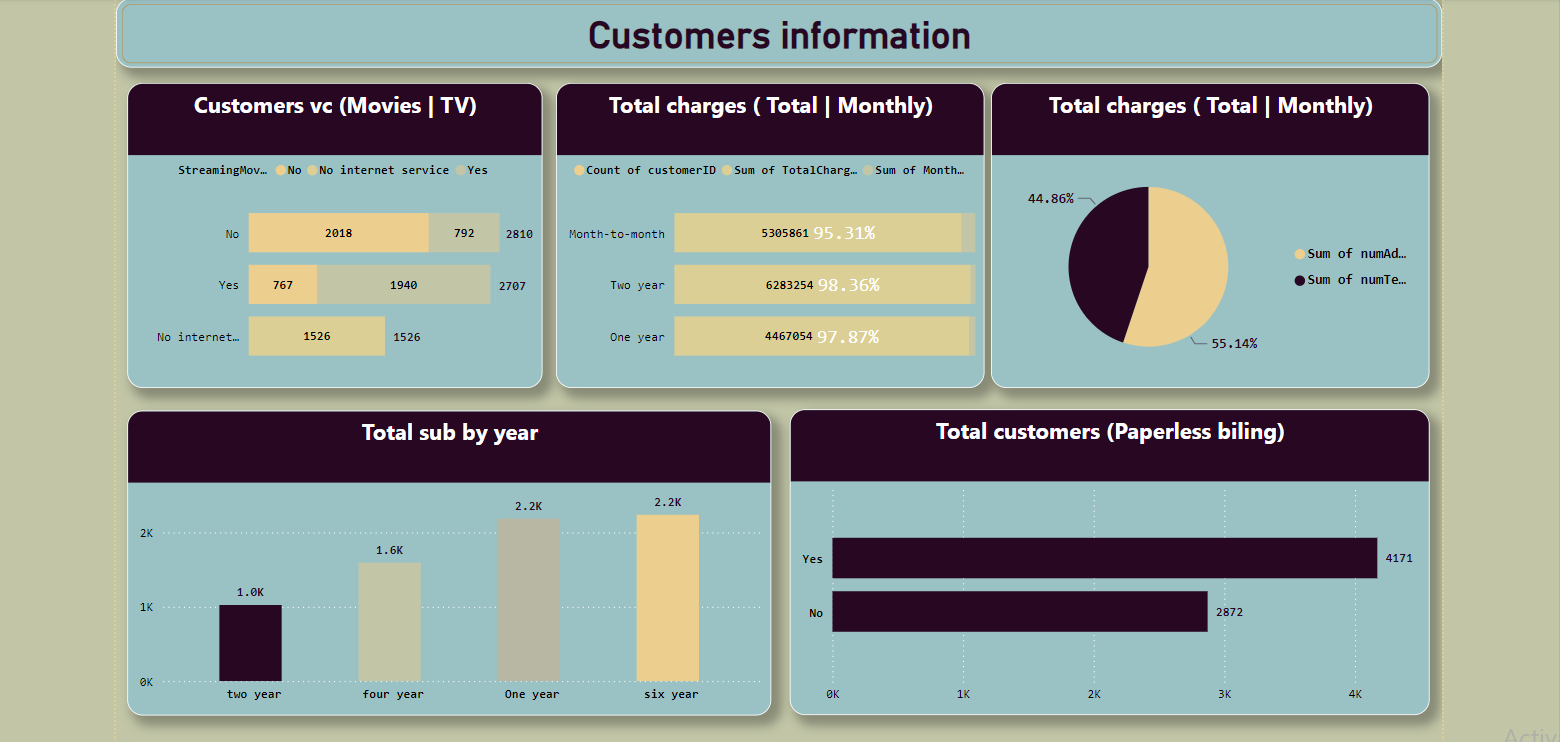 Customers information
Customers vc (Movies | TV)
StreamingMov… No No internet service Yes
No 2018 792 2810
Yes 767 1940 2707
No internet… 1526 1526
Total charges ( Total | Monthly)
Count of customerID Sum of TotalCharg… Sum of Month…
Month-to-month 5305861 95.31%
Two year 6283254 98.36%
One year 4467054 97.87%
Total charges ( Total | Monthly)
44.86%
Sum of numAd…
Sum of numTe…
55.14%
Total sub by year
2.2K 2.2K
2K
1.6K
1.0K
1K
0K
two year four year One year six year
Total customers (Paperless biling)
Yes 4171
No 2872
0K 1K 2K 3K 4K
Activ